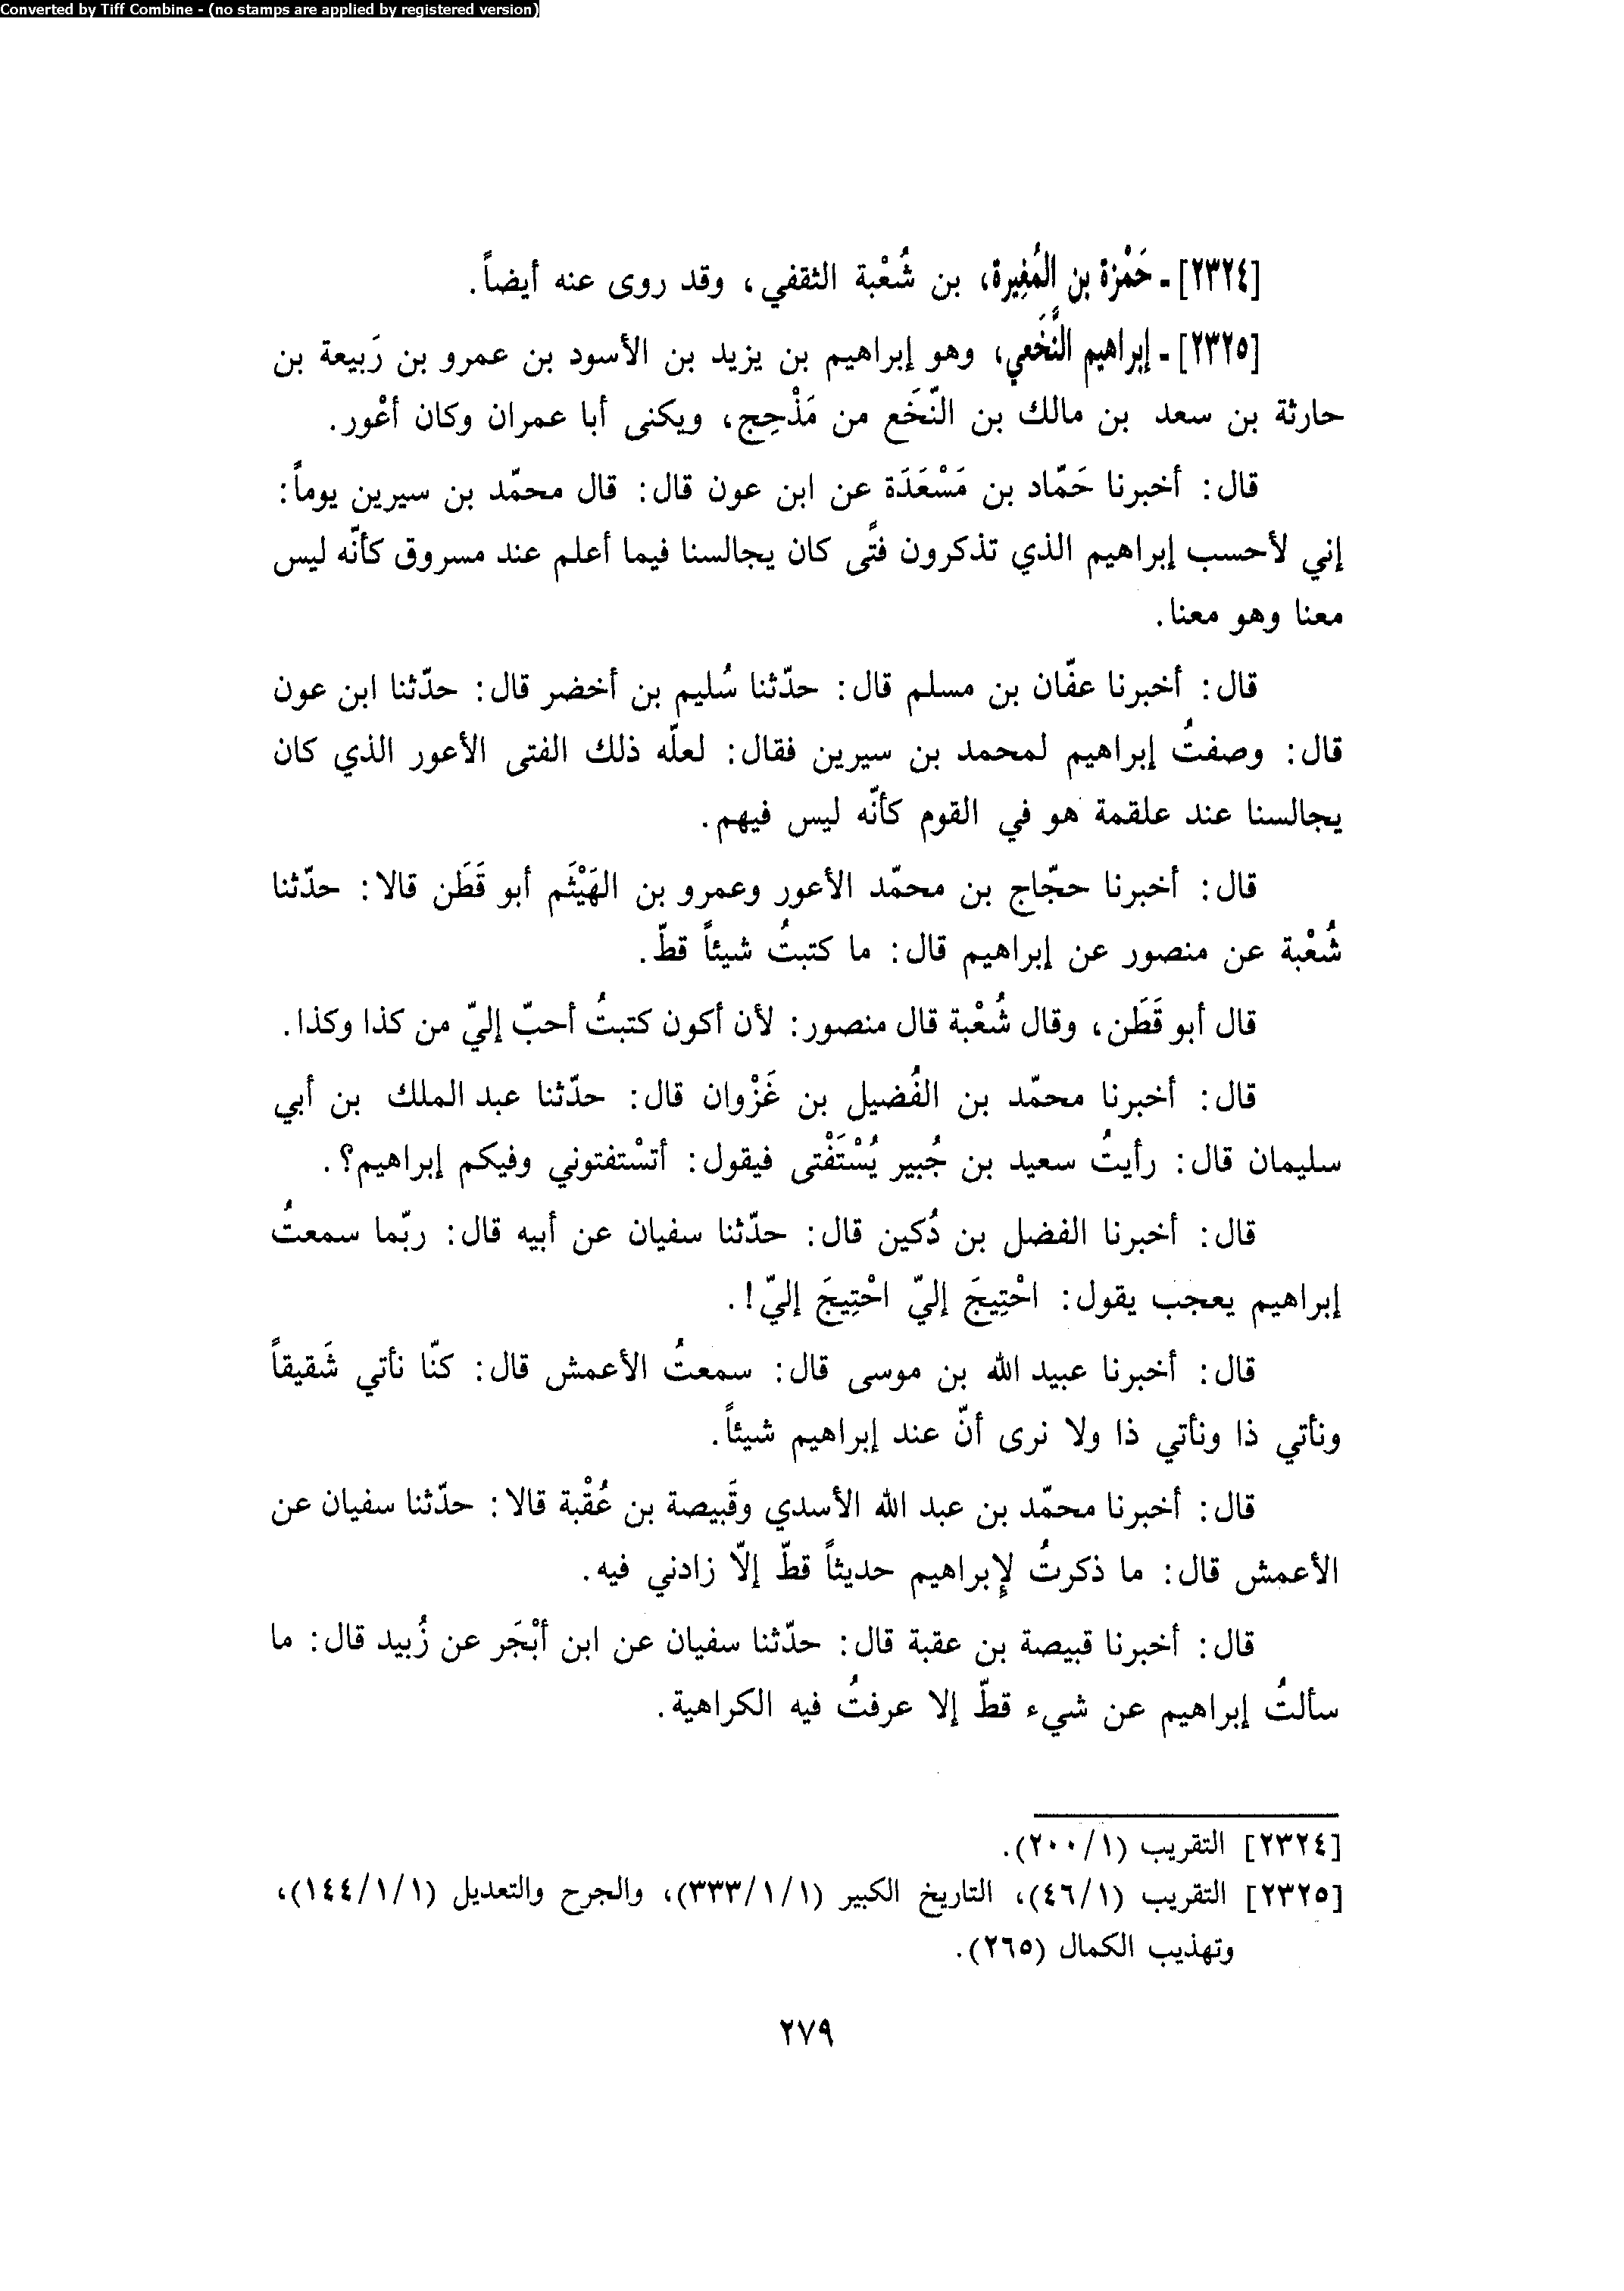 Converted by Tiff Combine - (no stamps are applied by registered version)
[٢٣٢٤] ـ حَمْزة بن المُغِيرة، بن شُعْبة الثقفي، وقد روى عنه أيضاً.
[٢٣٢٥] ـ إبراهيم النَّخَعي، وهو إبراهيم بن يزيد بن الأسود بن عمرو بن رَبيعة بن
حارثة بن سعد بن مالك بن النّخَع من مَذْحِج، ويكنى أبا عمران وكان أعْور.
قال: أخبرنا حَمّاد بن مَسْعَدَة عن ابن عون قال: قال محمّد بن سيرين يوماً:
إني لأحسب إبراهيم الذي تذكرون فتًى كان يجالسنا فيما أعلم عند مسروق كأنّه ليس
معنا وهو معنا.
قال: أخبرنا عفّان بن مسلم قال: حدّثنا سُليم بن أخضر قال: حدّثنا ابن عون
قال: وصفتُ إبراهيم لمحمد بن سيرين فقال: لعلّه ذلك الفتى الأعور الذي كان
يجالسنا عند علقمة هو في القوم كأنّه ليس فيهم.
قال: أخبرنا حجّاج بن محمّد الأعور وعمرو بن الهَيْثَم أبو قَطَن قالا: حدّثنا
شُعْبة عن منصور عن إبراهيم قال: ما كتبتُ شيئاً قطّ.
قال أبو قَطَن، وقال شُعْبة قال منصور: لأن أكون كتبتُ أحبّ إليّ من كذا وكذا.
قال: أخبرنا محمّد بن الفُضيل بن غَزْوان قال: حدّثنا عبد الملك بن أبي
سليمان قال: رأيتُ سعيد بن جُبير يُسْتَفْتى فيقول: أتسْتفتوني وفيكم إبراهيم؟.
قال: أخبرنا الفضل بن دُكين قال: حدّثنا سفيان عن أبيه قال: ربّما سمعتُ
إبراهيم يعجب يقول: احْتِيجَ إليّ احْتِيجَ إليّ!.
قال: أخبرنا عبيد الله بن موسى قال: سمعتُ الأعمش قال: كنّا نأتي شَقيقاً
ونأتي ذا ونأتي ذا ولا نرى أنّ عند إبراهيم شيئاً.
قال: أخبرنا محمّد بن عبد الله الأسدي وقَبيصة بن عُقْبة قالا: حدّثنا سفيان عن
الأعمش قال: ما ذكرتُ لإبراهيم حديثاً قطّ إلّا زادني فيه.
قال: أخبرنا قبيصة بن عقبة قال: حدّثنا سفيان عن ابن أبْجَر عن زُبيد قال: ما
سألتُ إبراهيم عن شيء قطّ إلا عرفتُ فيه الكراهية.
[٢٣٢٤] التقريب (٢٠٠/١).
[٢٣٢٥] التقريب (٤٦/١)، التاريخ الكبير (٣٣٣/١/١)، والجرح والتعديل (١٤٤/١/١)،
وتهذيب الكمال (٢٦٥).
٢٧٩